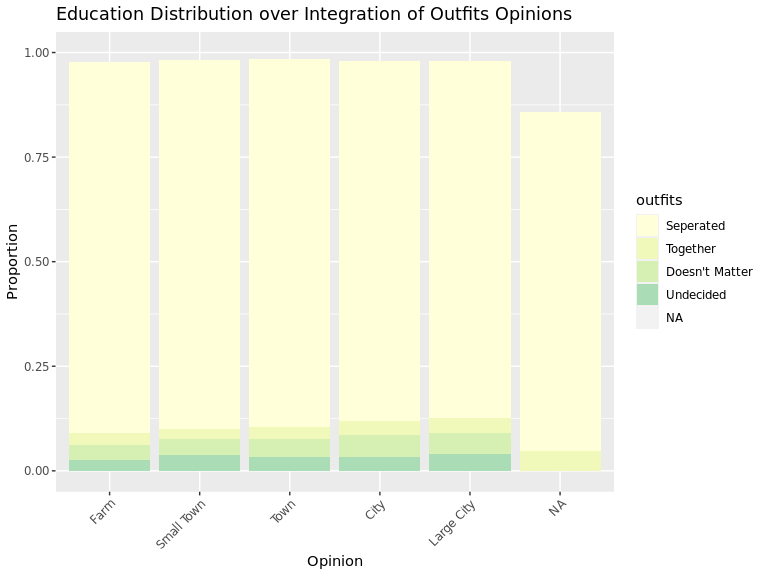 Education Distribution over Integration of Outfits Opinions
1.00
0.75
0.50
0.25
0.00
Proportion
Farm
Small Town
Town
City
Large City
NA
Opinion
outfits
Seperated
Together
Doesn't Matter
Undecided
NA